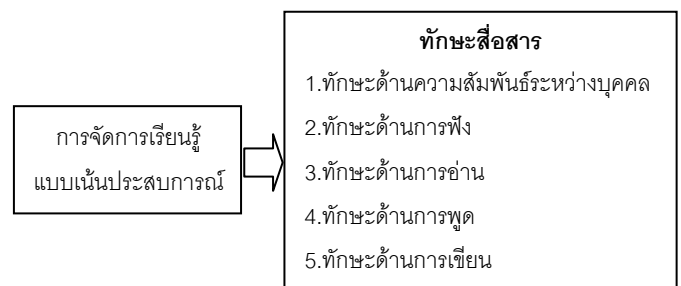 การจัดการเรียนรู้
แบบเน้นประสบการณ์
ทักษะสื่อสาร
1.ทักษะด้านความสัมพันธ์ระหว่างบุคคล
2.ทักษะด้านการฟัง
3.ทักษะด้านการอ่าน
4.ทักษะด้านการพูด
5.ทักษะด้านการเขียน